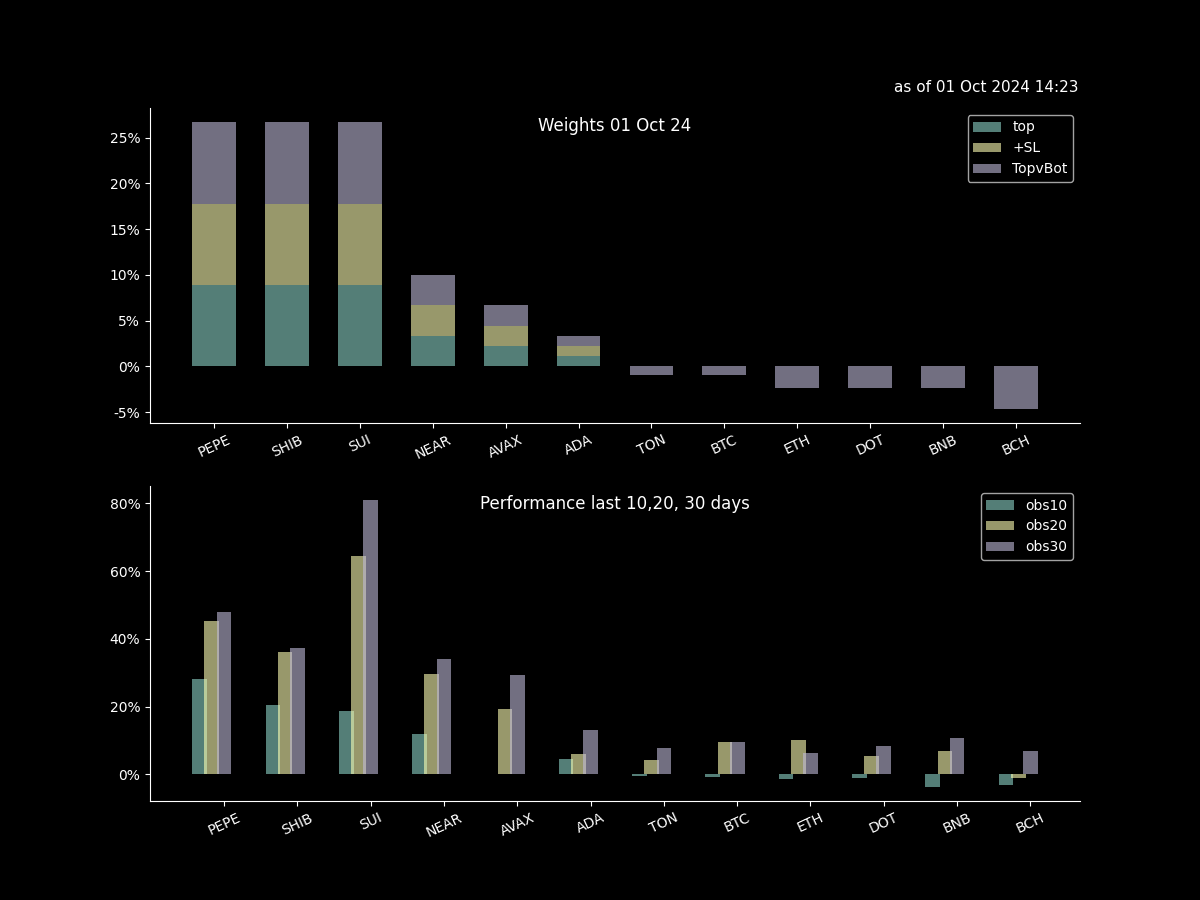 as of 01 Oct 2024 14:23
Weights 01 Oct 24
top
+SL
TopvBot
25%
20%
15%
10%
5%
0%
-5%
PEPE SHIB SUI NEAR AVAX ADA TON BTC ETH DOT BNB BCH
Performance last 10,20, 30 days
obs10
obs20
obs30
80%
60%
40%
20%
0%
PEPE SHIB SUI NEAR AVAX ADA TON BTC ETH DOT BNB BCH